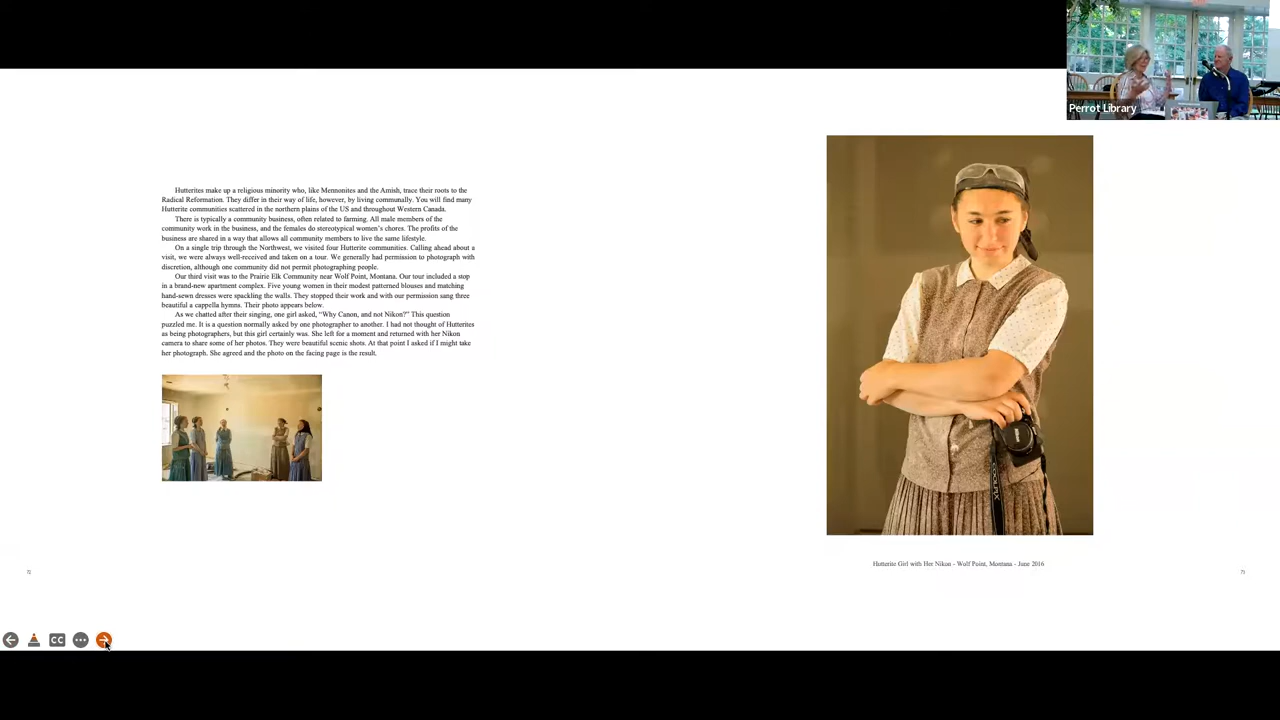 Perrot Library
Hutterites make up a religious minority who, like Mennonites and the Amish, trace their roots to the
Radical Reformation. They differ in their way of life, however, by living communally. You will find many
Hutterite communities scattered in the northern plains of the US and throughout Western Canada.
There is typically a community business, often related to farming. All male members of the
community work in the business, and the females do stereotypical women's chores. The profits of the
business are shared in a way that allows all community members to live the same lifestyle.
On a single trip through the Northwest, we visited four Hutterite communities. Calling ahead about a
visit, we were always well-received and taken on a tour. We generally had permission to photograph with
discretion, although one community did not permit photographing people.
Our third visit was to the Prairie Elk Community near Wolf Point, Montana. Our tour included a stop
in a brand-new apartment complex. Five young women in their modest patterned blouses and matching
hand-sewn dresses were spackling the walls. They stopped their work and with our permission sang three
beautiful a cappella hymns. Their photo appears below.
As we chatted after their singing, one girl asked, "Why Canon, and not Nikon?" This question
puzzled me. It is a question normally asked by one photographer to another. I had not thought of Hutterites
as being photographers, but this girl certainly was. She left for a moment and returned with her Nikon
camera to share some of her photos. They were beautiful scenic shots. At that point I asked if I might take
her photograph. She agreed and the photo on the facing page is the result.
Nikon
COOLPIX
Hutterite Girl with Her Nikon - Wolf Point, Montana - June 2016
72
73
CC